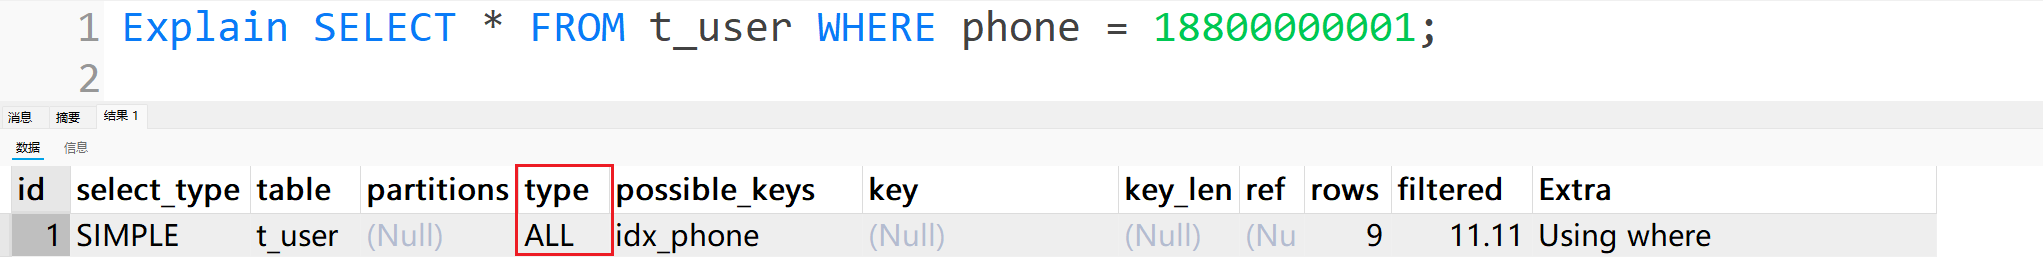 1 Explain SELECT * FROM t_user WHERE phone = 18800000001;
2
消息 摘要 结果 1
数据 信息
id select_type table partitions type possible_keys key key_len ref rows filtered Extra
1 SIMPLE t_user (Null) ALL idx_phone (Null) (Null) (Nu 9 11.11 Using where